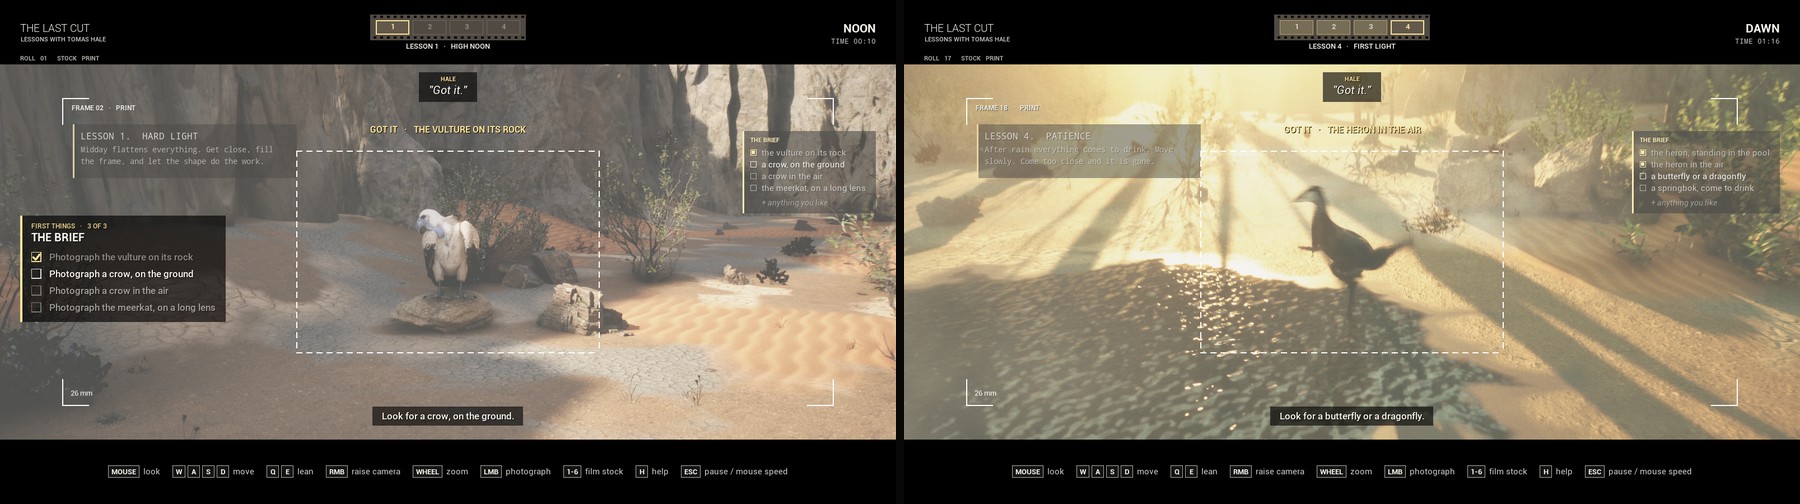 THE LAST CUT
LESSONS WITH TOMAS HALE
ROLL 01 STOCK PRINT
1 2 3 4
LESSON 1 · HIGH NOON
NOON
TIME 00:10
HALE
"Got it."
FRAME 02 · PRINT
GOT IT · THE VULTURE ON ITS ROCK
LESSON 1. HARD LIGHT
Midday flattens everything. Get close, fill
the frame, and let the shape do the work.
THE BRIEF
the vulture on its rock
a crow, on the ground
a crow in the air
the meerkat, on a long lens
+ anything you like
FIRST THINGS · 3 OF 3
THE BRIEF
Photograph the vulture on its rock
Photograph a crow, on the ground
Photograph a crow in the air
Photograph the meerkat, on a long lens
26 mm
Look for a crow, on the ground.
MOUSE look W A S D move Q E lean RMB raise camera WHEEL zoom LMB photograph 1-6 film stock H help ESC pause / mouse speed
THE LAST CUT
LESSONS WITH TOMAS HALE
ROLL 17 STOCK PRINT
1 2 3 4
LESSON 4 · FIRST LIGHT
DAWN
TIME 01:16
HALE
"Got it."
FRAME 18 · PRINT
GOT IT · THE HERON IN THE AIR
LESSON 4. PATIENCE
After rain everything comes to drink. Move
slowly. Come too close and it is gone.
THE BRIEF
the heron, standing in the pool
the heron in the air
a butterfly or a dragonfly
a springbok, come to drink
+ anything you like
26 mm
Look for a butterfly or a dragonfly.
MOUSE look W A S D move Q E lean RMB raise camera WHEEL zoom LMB photograph 1-6 film stock H help ESC pause / mouse speed